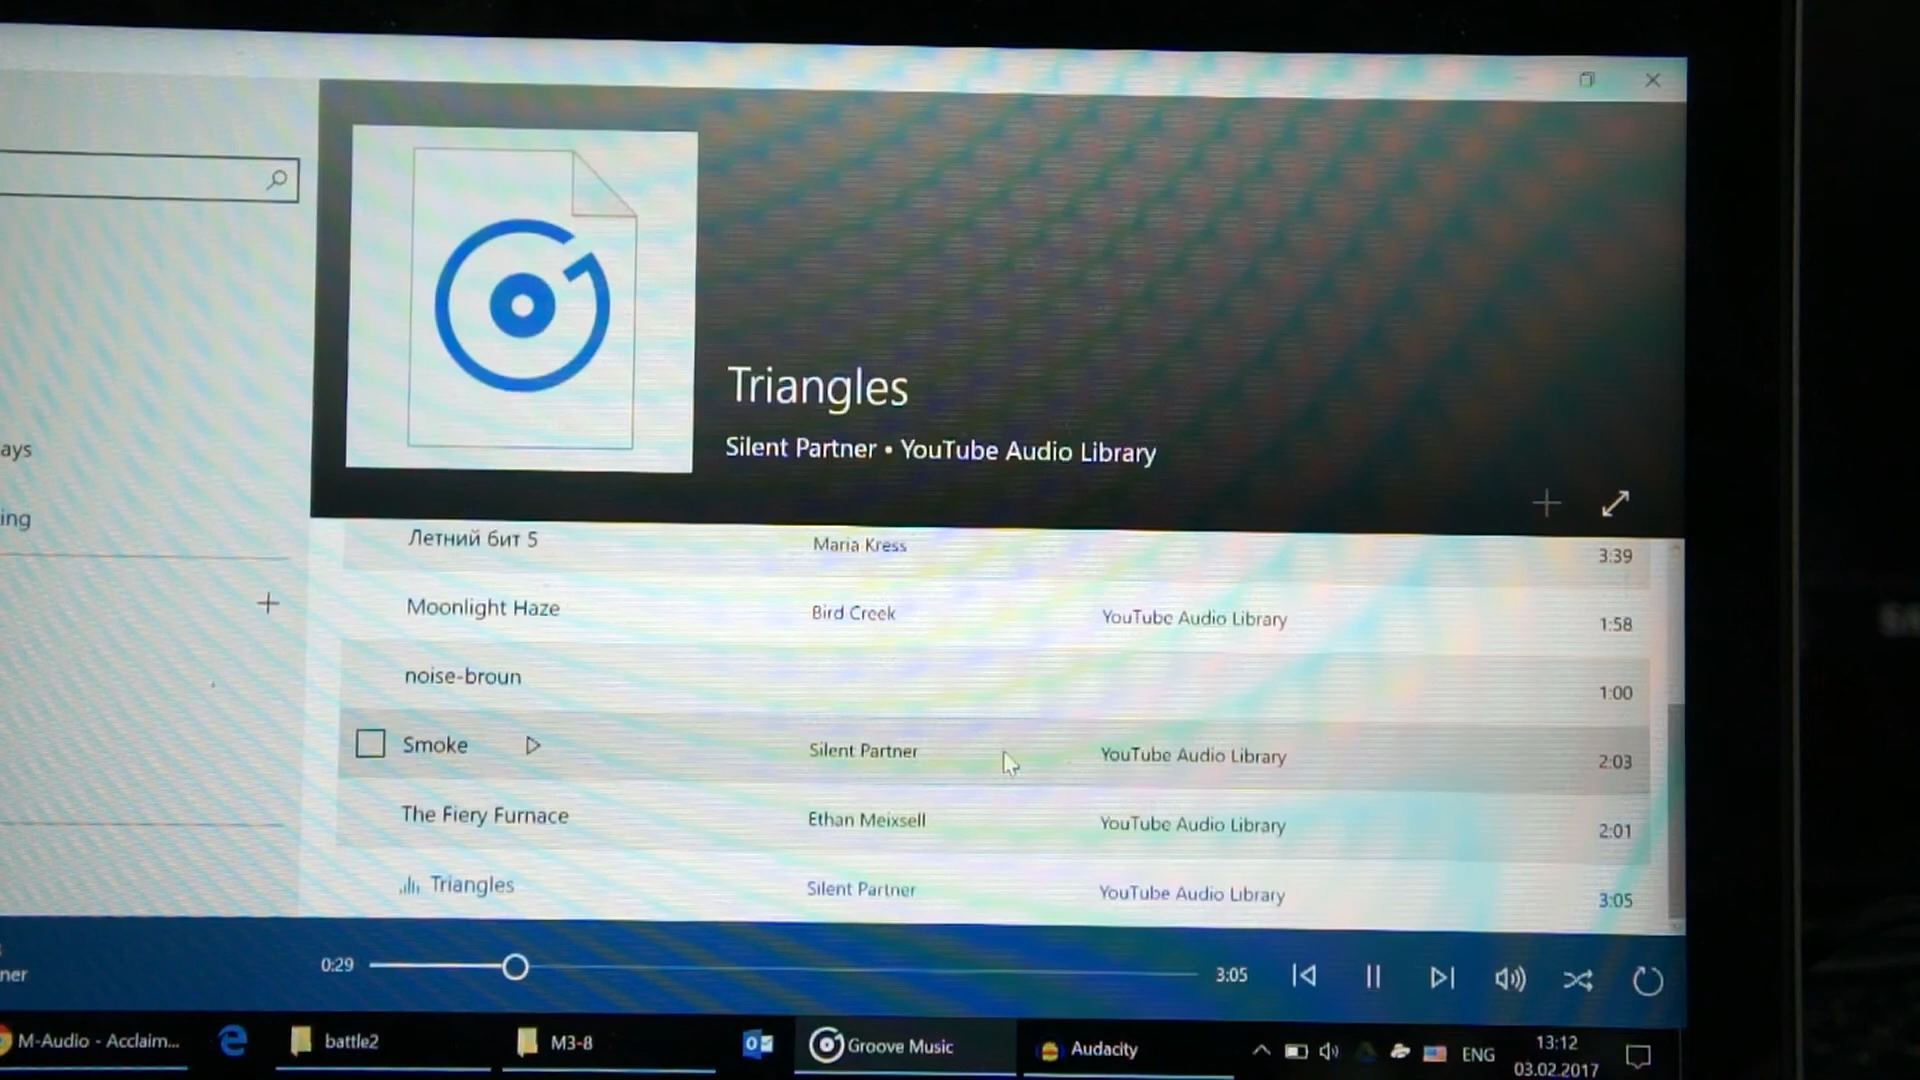 Triangles
Silent Partner • YouTube Audio Library
ays
ing
Летний бит 5 Maria Kress 3:39
Moonlight Haze Bird Creek YouTube Audio Library 1:58
noise-broun 1:00
Smoke Silent Partner YouTube Audio Library 2:03
The Fiery Furnace Ethan Meixsell YouTube Audio Library 2:01
Triangles Silent Partner YouTube Audio Library 3:05
ner
0:29 3:05
M-Audio - Acclaim... battle2 M3-8 Groove Music Audacity ENG 13:12
03.02.2017